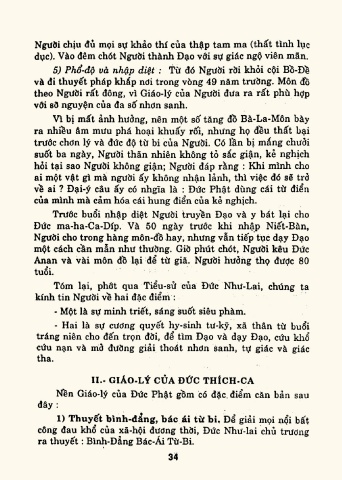 Người chịu đủ mọi sự khảo thí của thập tam ma (thất tình lục
dục). Vào đêm chót Người thành Đạo với sự giác ngộ viên mãn.
5) Phổ-độ và nhập diệt : Từ đó Người rời khỏi cội Bồ-Đề
và đi thuyết pháp khắp nơi trong vòng 49 năm trường. Môn đồ
theo Người rất đông, vì Giáo-lý của Người đưa ra rất phù hợp
với sở nguyện của đa số nhơn sanh.
Vì bị mất ảnh hưởng, nên một số tăng đồ Bà-La-Môn bày
ra nhiều âm mưu phá hoại khuấy rối, nhưng họ đều thất bại
trước chơn lý và đức độ từ bi của Người. Có lần bị mắng chưởi
suốt ba ngày, Người thân nhiên không tỏ sắc giận, kẻ nghịch
hỏi tại sao Người không giận; Người đáp rằng : Khi mình cho
ai một vật gì mà người ấy không nhận lãnh, thì việc đó sẽ trở
về ai ? Đại-ý câu ấy có nhgĩa là : Đức Phật dùng cái từ điển
của mình mà cảm hóa cái hung điển của kẻ nghịch.
Trước buổi nhập diệt Người truyền Đạo và y bát lại cho
Đức ma-ha-Ca-Díp. Và 50 ngày trước khi nhập Niết-Bàn,
Người cho trong hàng môn-đồ hay, nhưng vẫn tiếp tục dạy Đạo
một cách cần mẫn như thường. Giờ phút chót, Người kêu Đức
Anan và vài môn đồ lại để từ giã. Người hưởng thọ được 80
tuổi.
Tóm lại, phớt qua Tiểu-sử của Đức Như-Lai, chúng ta
kính tin Người về hai đặc điểm :
- Một là sự minh triết, sáng suốt siêu phàm.
- Hai là sự cương quyết hy-sinh tư-kỷ, xả thân từ buổi
tráng niên cho đến trọn đời, để tìm Đạo và dạy Đạo, cứu khổ
cứu nạn và mở đường giải thoát nhơn sanh, tự giác và giác
tha.
II.- GIÁO-LÝ CỦA ĐỨC THÍCH-CA
Nền Giáo-lý của Đức Phật gồm có đặc điểm căn bản sau
đây :
1) Thuyết bình-đẳng, bác ái từ bi. Để giải mọi nổi bất
công đau khổ của xã-hội đương thời, Đức Như-lai chủ trương
ra thuyết : Bình-Đẳng Bác-Ái Từ-Bi.
34